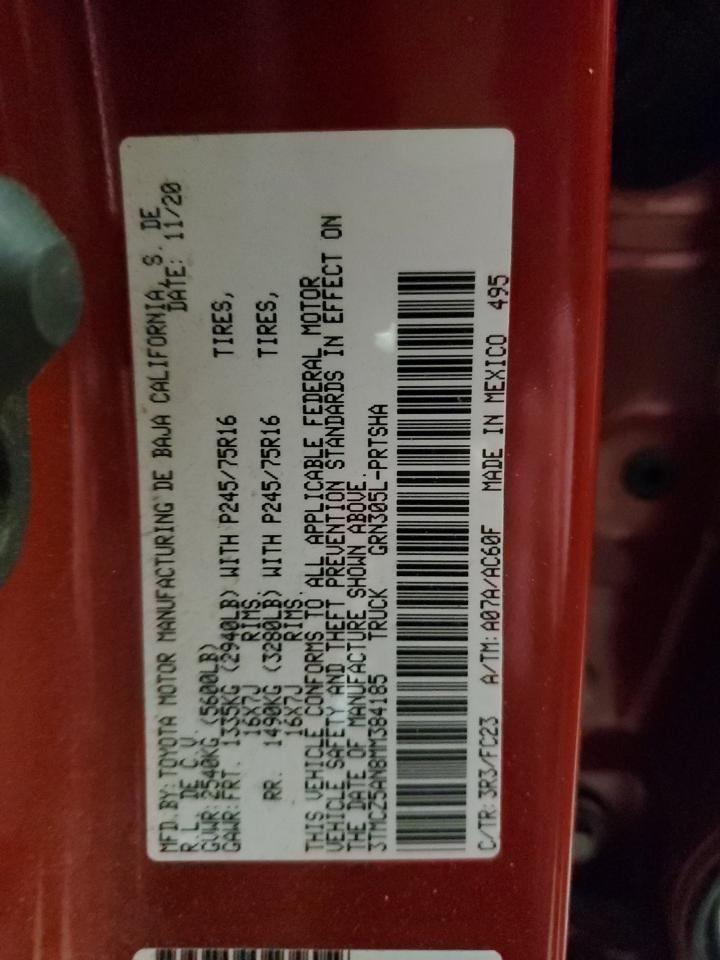 MFD.BY:TOYOTA MOTOR MANUFACTURING DE BAJA CALIFORNIA, S. DE
R.L. DE C.V. DATE: 11/20
GVWR:2540KG (5600LB)
GAWR:FRT. 1335KG (2940LB) WITH P245/75R16 TIRES,
16X7J RIMS,
RR. 1490KG (3280LB) WITH P245/75R16 TIRES,
16X7J RIMS.
THIS VEHICLE CONFORMS TO ALL APPLICABLE FEDERAL MOTOR
VEHICLE SAFETY AND THEFT PREVENTION STANDARDS IN EFFECT ON
THE DATE OF MANUFACTURE SHOWN ABOVE.
3TMCZ5AN8MM384185 TRUCK GRN305L-PRTSHA
C/TR:3R3/FC23 A/TM:A07A/AC60F MADE IN MEXICO 495